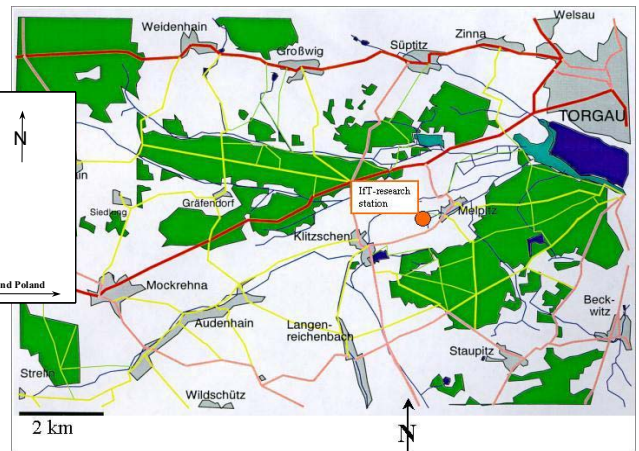 Welsau
Weidenhain
Zinna
Großwig
Süptitz
TORGAU
N
IfT-research
station
Siedlung
Gräfendorf
Melpitz
Klitzschen
nd Poland
Mockrehna
Beck-
witz
Audenhain
Langen-
reichenbach
Staupitz
Strelln
Wildschütz
2 km
N